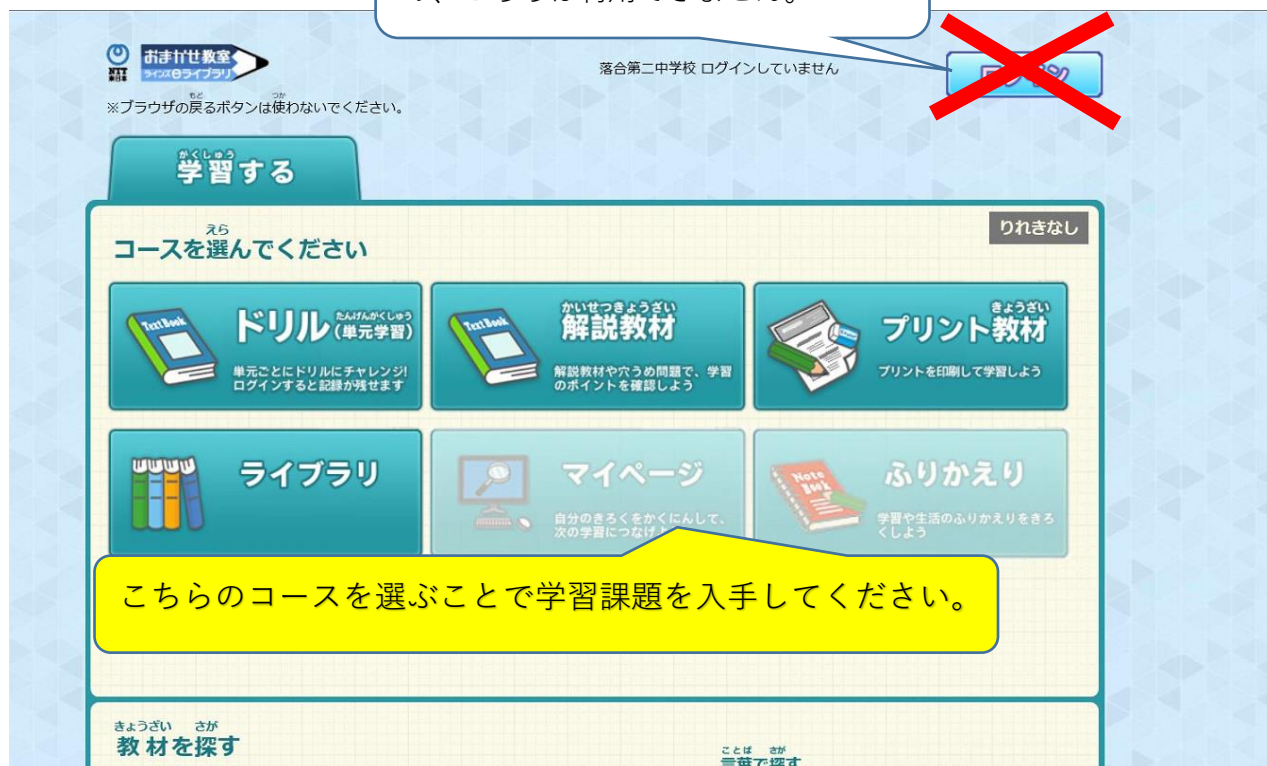 おまかせ教室
ラインズeライブラリ
NTT東日本
落合第二中学校 ログインしていません
※ブラウザの戻るボタンは使わないでください。
学習する
りれきなし
コースを選んでください
ドリル(単元学習)
単元ごとにドリルにチャレンジ!
ログインすると記録が残せます
解説教材
解説教材や穴うめ問題で、学習
のポイントを確認しよう
プリント教材
プリントを印刷して学習しよう
ライブラリ
マイページ
自分のきろくをかくにんして、
次の学習につなげ
ふりかえり
学習や生活のふりかえりをきろ
くしよう
こちらのコースを選ぶことで学習課題を入手してください。
教材を探す
言葉で探す